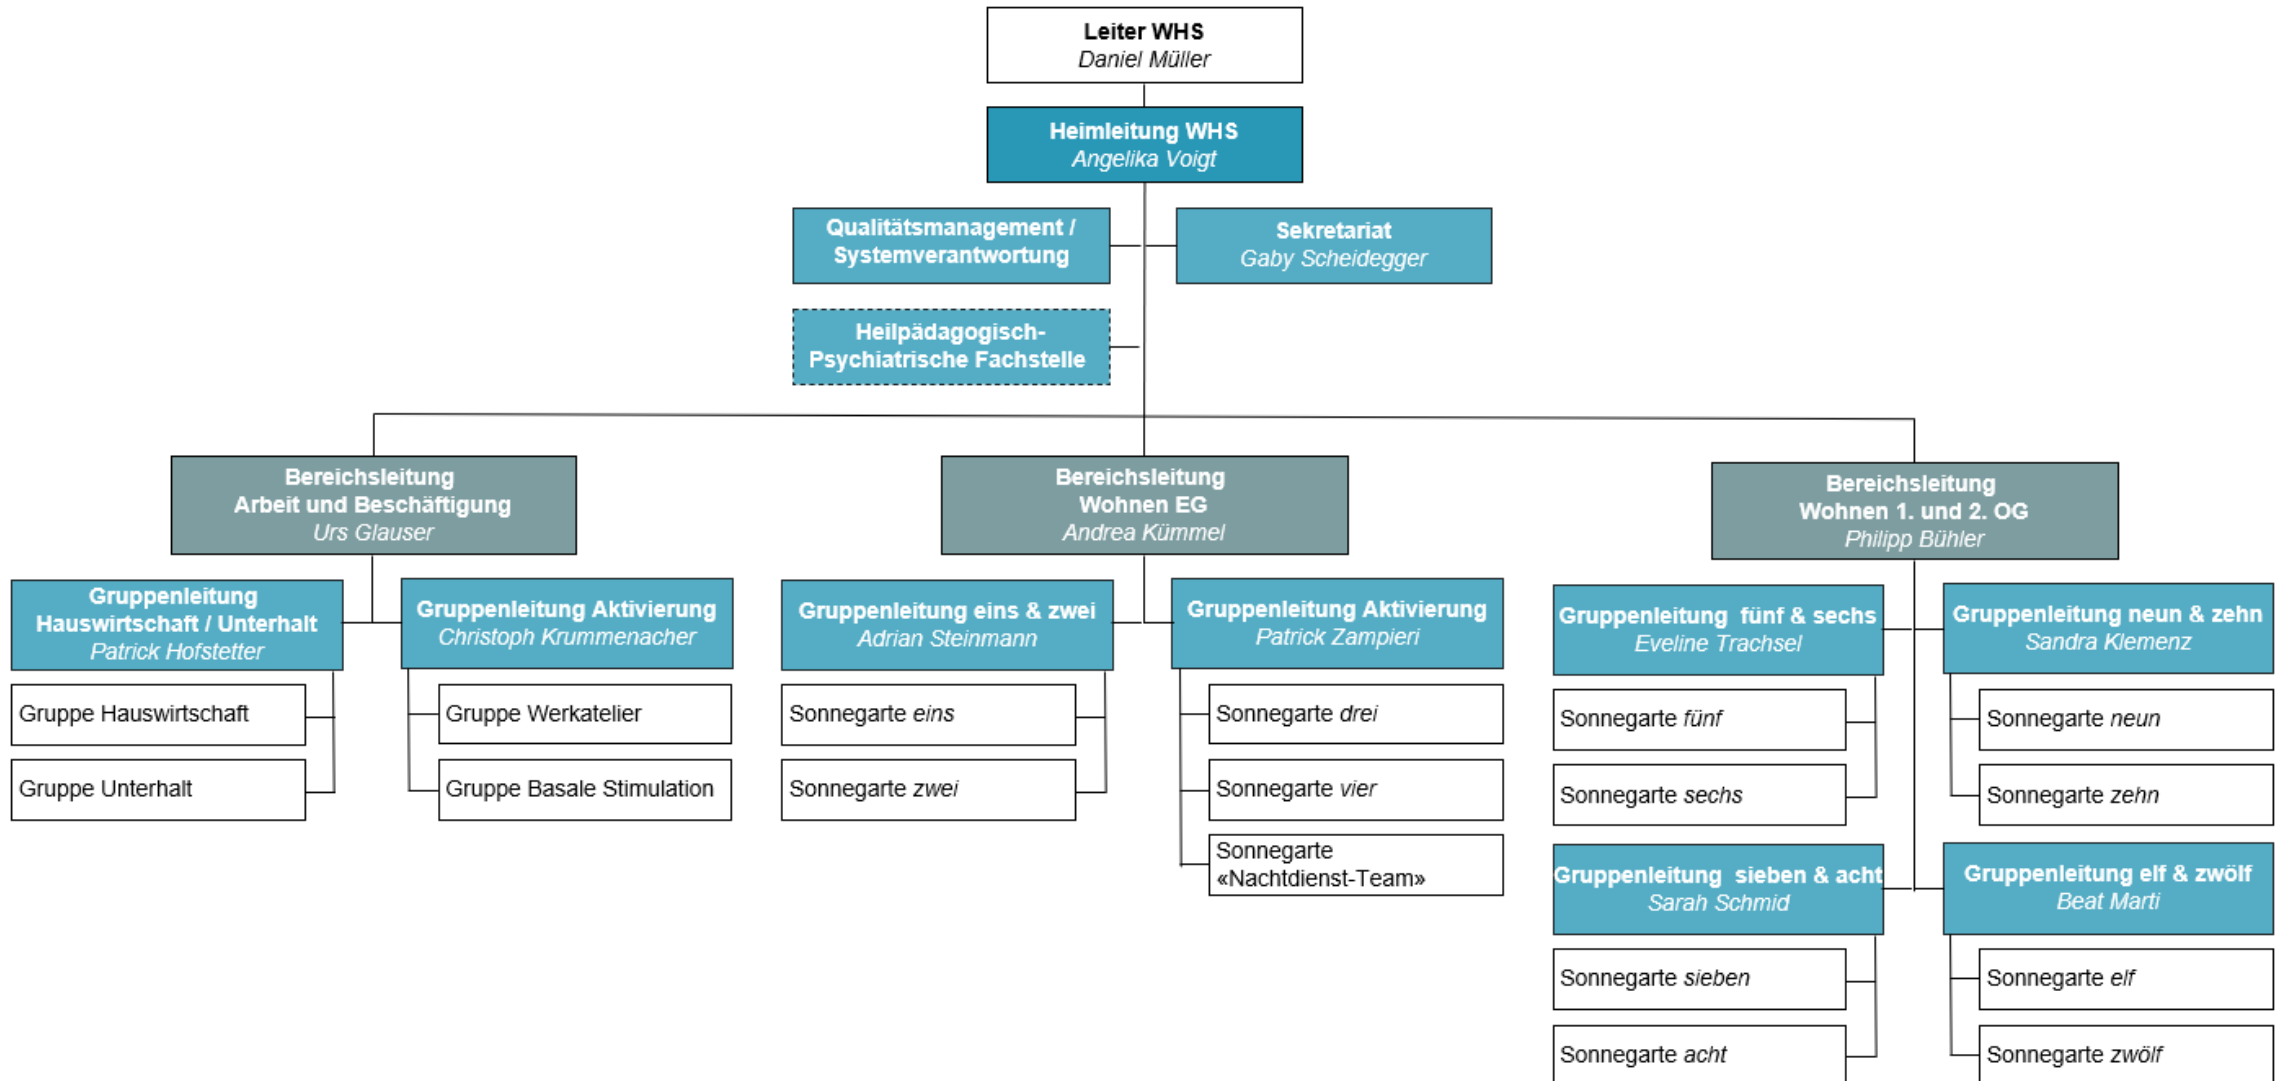 Leiter WHS
Daniel Müller
Heimleitung WHS
Angelika Voigt
Qualitätsmanagement /
Systemverantwortung
Sekretariat
Gaby Scheidegger
Heilpädagogisch-
Psychiatrische Fachstelle
Bereichsleitung
Arbeit und Beschäftigung
Urs Glauser
Gruppenleitung
Hauswirtschaft / Unterhalt
Patrick Hofstetter
Gruppe Hauswirtschaft
Gruppe Unterhalt
Gruppenleitung Aktivierung
Christoph Krummenacher
Gruppe Werkatelier
Gruppe Basale Stimulation
Bereichsleitung
Wohnen EG
Andrea Kümmel
Gruppenleitung eins & zwei
Adrian Steinmann
Sonnegarte eins
Sonnegarte zwei
Gruppenleitung Aktivierung
Patrick Zampieri
Sonnegarte drei
Sonnegarte vier
Sonnegarte
«Nachtdienst-Team»
Bereichsleitung
Wohnen 1. und 2. OG
Philipp Bühler
Gruppenleitung fünf & sechs
Eveline Trachsel
Sonnegarte fünf
Sonnegarte sechs
Gruppenleitung neun & zehn
Sandra Klemenz
Sonnegarte neun
Sonnegarte zehn
Gruppenleitung sieben & acht
Sarah Schmid
Sonnegarte sieben
Sonnegarte acht
Gruppenleitung elf & zwölf
Beat Marti
Sonnegarte elf
Sonnegarte zwölf